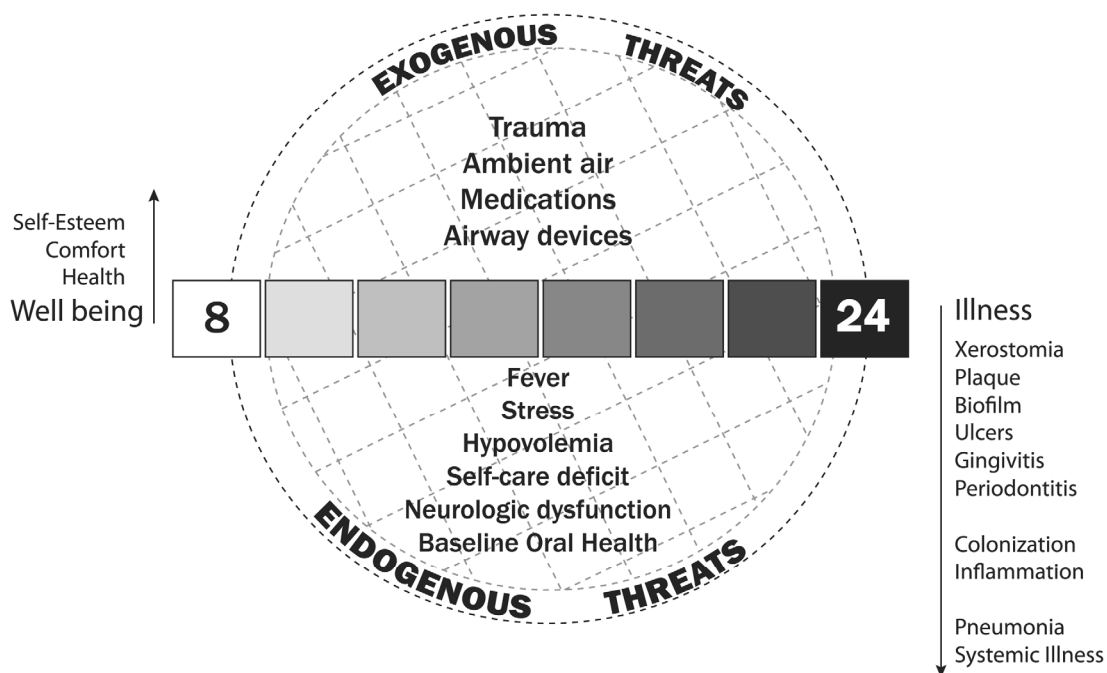 EXOGENOUS THREATS
Trauma
Ambient air
Medications
Airway devices
Self-Esteem
Comfort
Health
Well being
8
24
Illness
Xerostomia
Plaque
Biofilm
Ulcers
Gingivitis
Periodontitis
Colonization
Inflammation
Pneumonia
Systemic Illness
Fever
Stress
Hypovolemia
Self-care deficit
Neurologic dysfunction
Baseline Oral Health
ENDOGENOUS THREATS